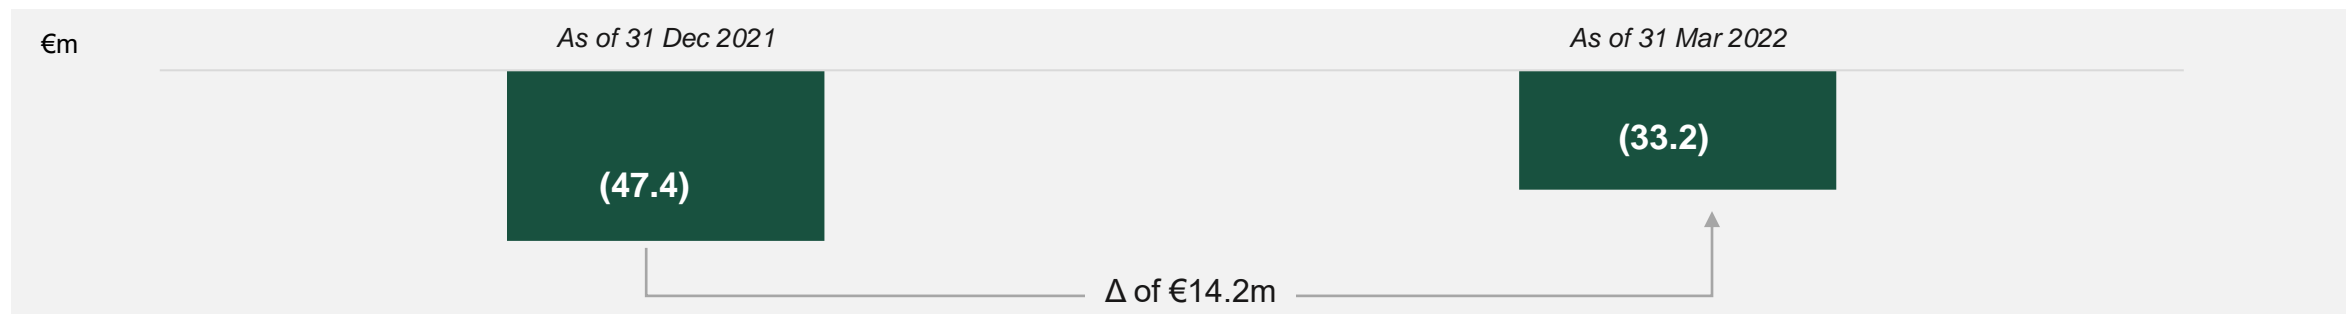 €m
As of 31 Dec 2021
As of 31 Mar 2022
(47.4)
(33.2)
Δ of €14.2m